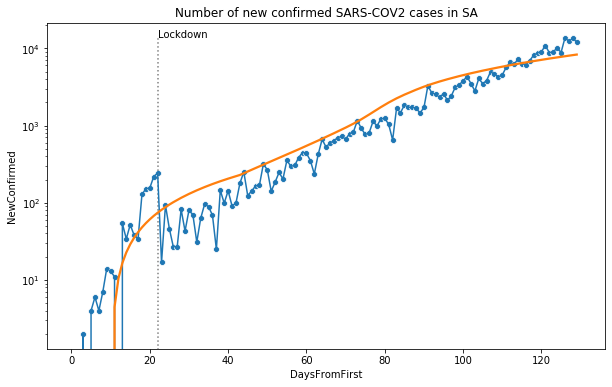 Number of new confirmed SARS-COV2 cases in SA
Lockdown
10⁴
10³
10²
10¹
NewConfirmed
0 20 40 60 80 100 120
DaysFromFirst